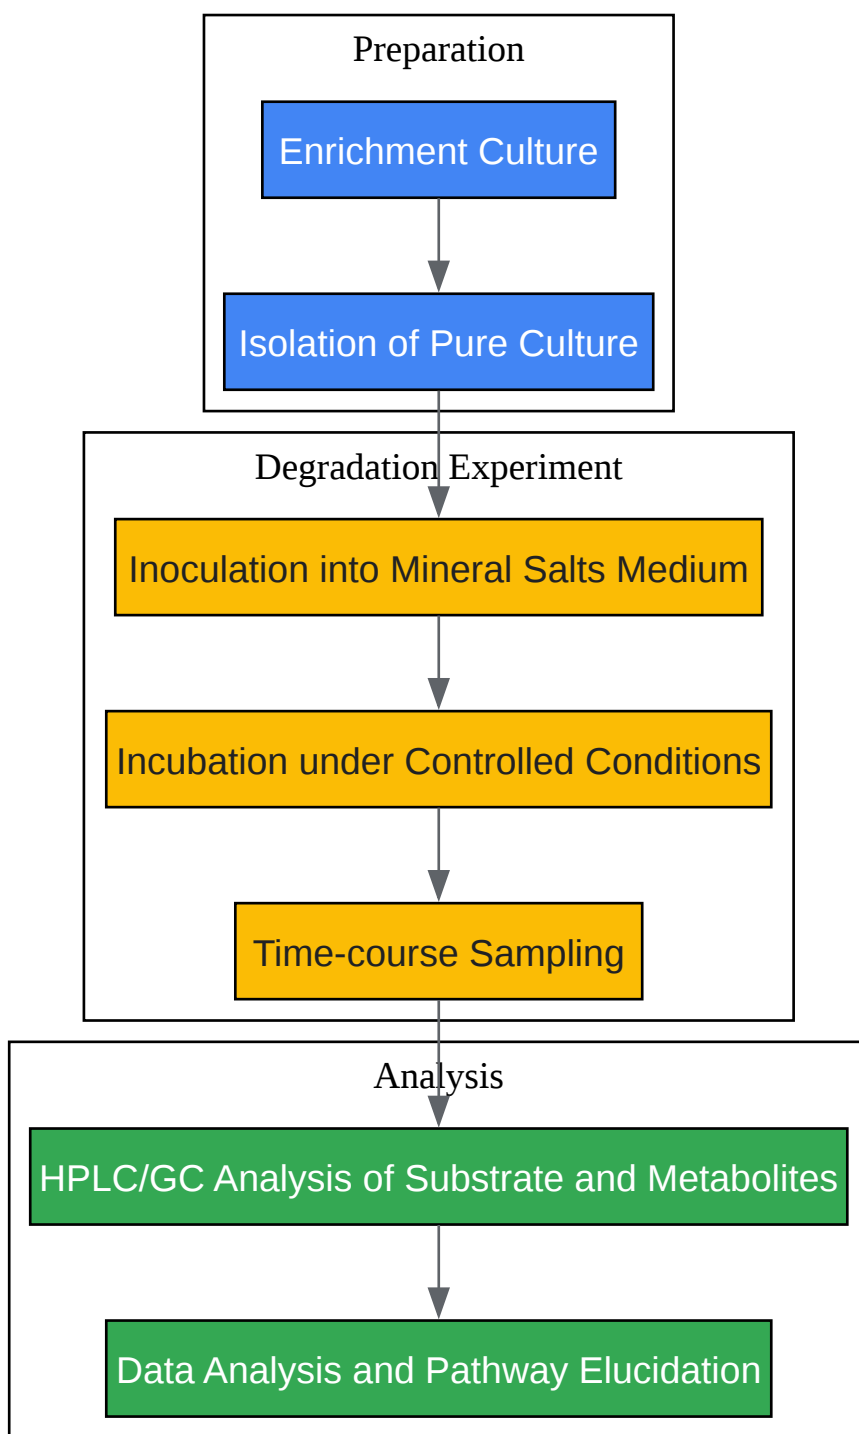 Preparation
Enrichment Culture
Isolation of Pure Culture
Degradation Experiment
Inoculation into Mineral Salts Medium
Incubation under Controlled Conditions
Time-course Sampling
Analysis
HPLC/GC Analysis of Substrate and Metabolites
Data Analysis and Pathway Elucidation